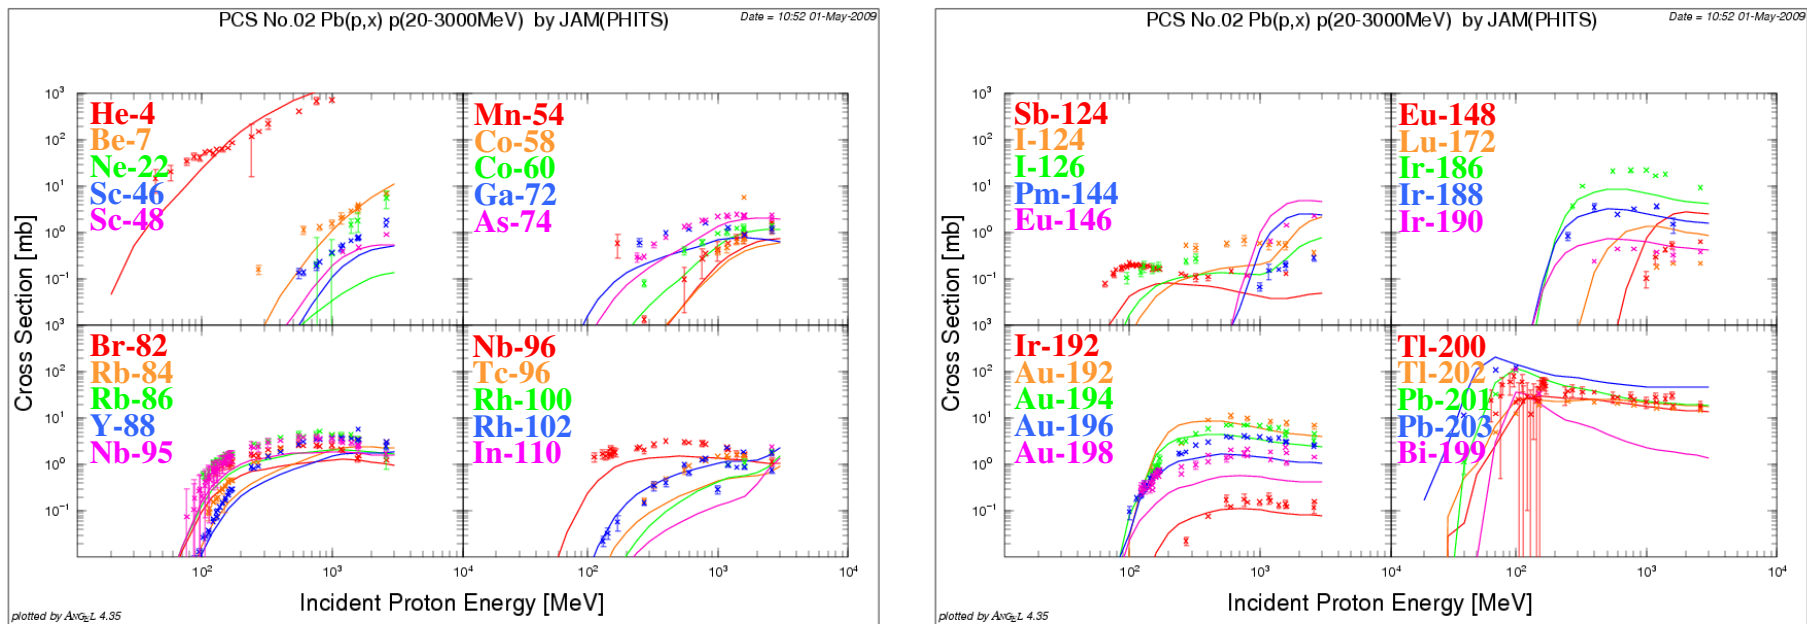 PCS No.02 Pb(p,x) p(20-3000MeV) by JAM(PHITS)
Date = 10:52 01-May-2009
Cross Section [mb]
10³
10²
10¹
10⁰
10⁻¹
10³
10²
10¹
10⁰
10⁻¹
He-4
Be-7
Ne-22
Sc-46
Sc-48
Mn-54
Co-58
Co-60
Ga-72
As-74
Br-82
Rb-84
Rb-86
Y-88
Nb-95
Nb-96
Tc-96
Rh-100
Rh-102
In-110
10² 10³ 10⁴ 10² 10³ 10⁴
Incident Proton Energy [MeV]
plotted by ANGEL 4.35
PCS No.02 Pb(p,x) p(20-3000MeV) by JAM(PHITS)
Date = 10:52 01-May-2009
Cross Section [mb]
10³
10²
10¹
10⁰
10⁻¹
10³
10²
10¹
10⁰
10⁻¹
Sb-124
I-124
I-126
Pm-144
Eu-146
Eu-148
Lu-172
Ir-186
Ir-188
Ir-190
Ir-192
Au-192
Au-194
Au-196
Au-198
Tl-200
Tl-202
Pb-201
Pb-203
Bi-199
10² 10³ 10⁴ 10² 10³ 10⁴
Incident Proton Energy [MeV]
plotted by ANGEL 4.35